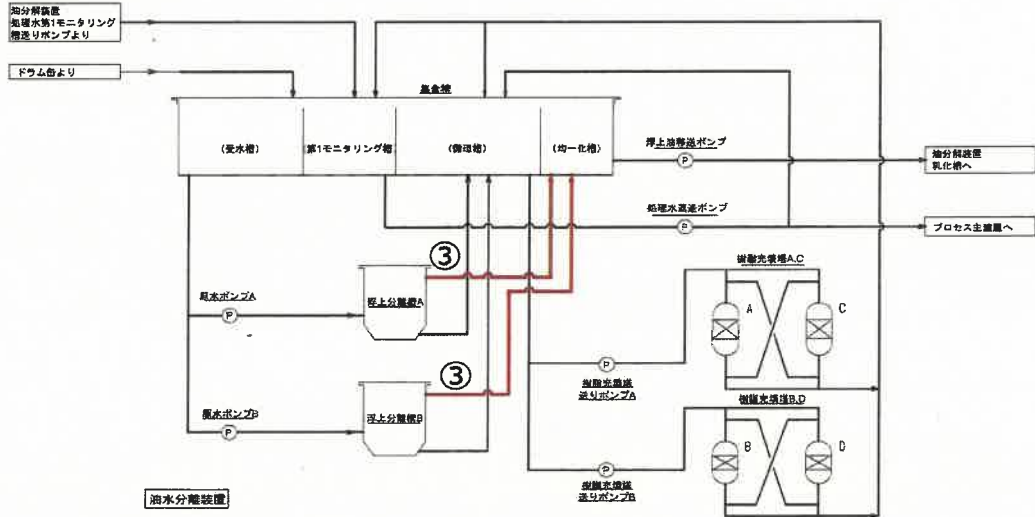 油分解装置
処理水第1モニタリング
槽送りポンプより
ドラム缶より
集合槽
(受水槽)
(第1モニタリング槽)
(循環槽)
(均一化槽)
浮上油移送ポンプ
P
油分解装置
乳化槽へ
処理水返送ポンプ
P
プロセス主建屋へ
③
原水ポンプA
P
浮上分離槽A
樹脂充填塔A,C
A
C
P
樹脂充填塔
送りポンプA
③
原水ポンプB
P
浮上分離槽B
樹脂充填塔B,D
B
D
P
樹脂充填塔
送りポンプB
油水分離装置